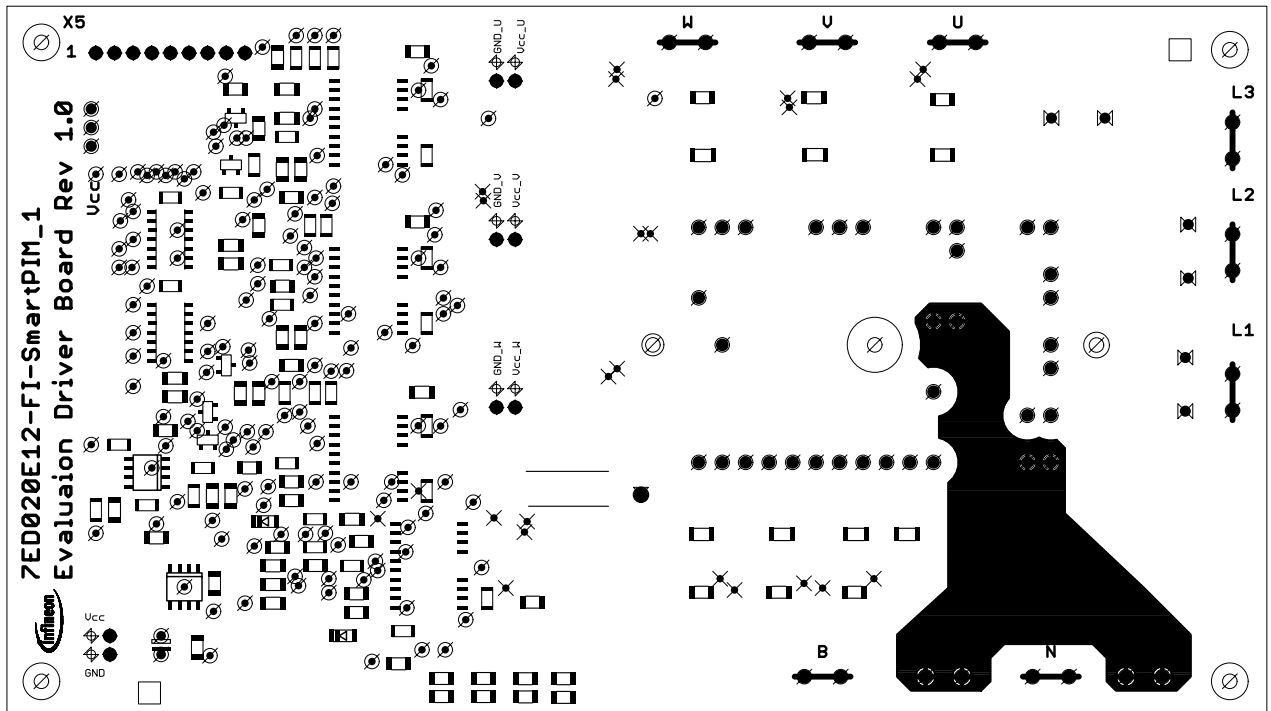 X5
1
W
V
U
L3
L2
L1
GND_U
Vcc_U
GND_V
Vcc_V
GND_W
Vcc_W
Vcc
7ED020E12-FI-SmartPIM_1
Evaluaion Driver Board Rev 1.0
Infineon
Vcc
GND
B
N